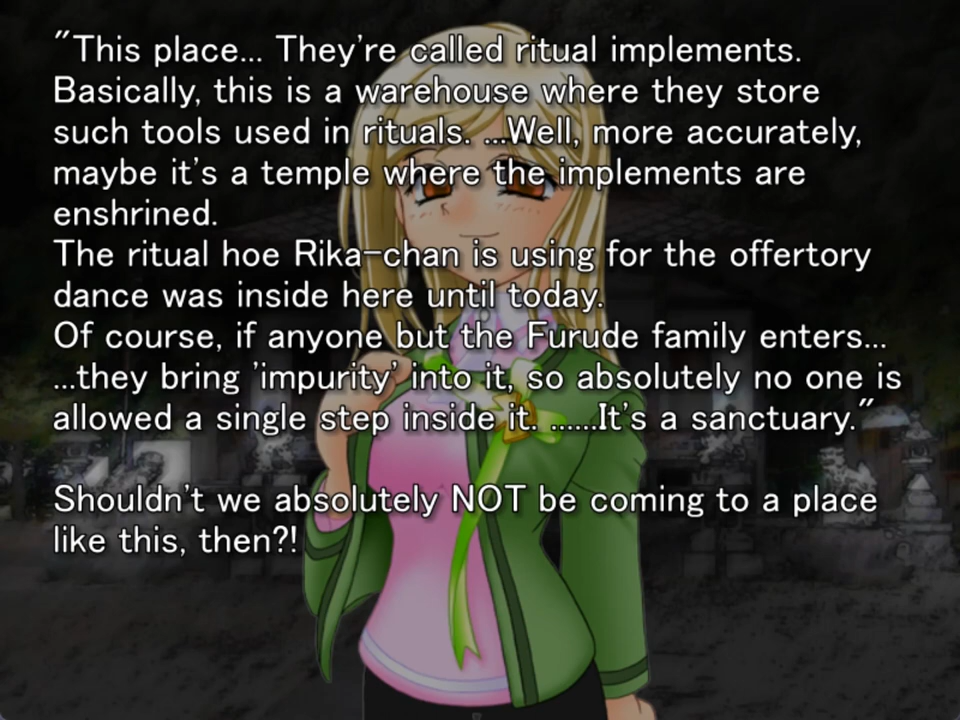 "This place... They're called ritual implements.
Basically, this is a warehouse where they store
such tools used in rituals. ...Well, more accurately,
maybe it's a temple where the implements are
enshrined.
The ritual hoe Rika-chan is using for the offertory
dance was inside here until today.
Of course, if anyone but the Furude family enters...
...they bring 'impurity' into it, so absolutely no one is
allowed a single step inside it. ......It's a sanctuary."
Shouldn't we absolutely NOT be coming to a place
like this, then?!